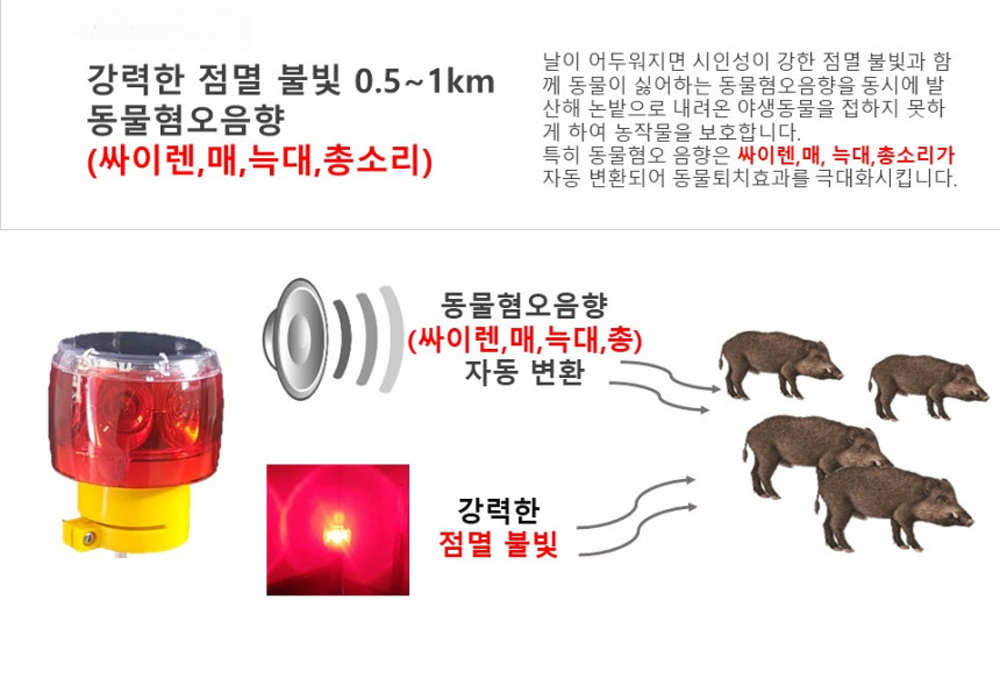 강력한 점멸 불빛 0.5~1km
동물혐오음향
(싸이렌,매,늑대,총소리)
날이 어두워지면 시인성이 강한 점멸 불빛과 함
께 동물이 싫어하는 동물혐오음향을 동시에 발
산해 논밭으로 내려온 야생동물을 접하지 못하
게 하여 농작물을 보호합니다.
특히 동물혐오 음향은 싸이렌,매, 늑대,총소리가
자동 변환되어 동물퇴치효과를 극대화시킵니다.
동물혐오음향
(싸이렌,매,늑대,총)
자동 변환
강력한
점멸 불빛